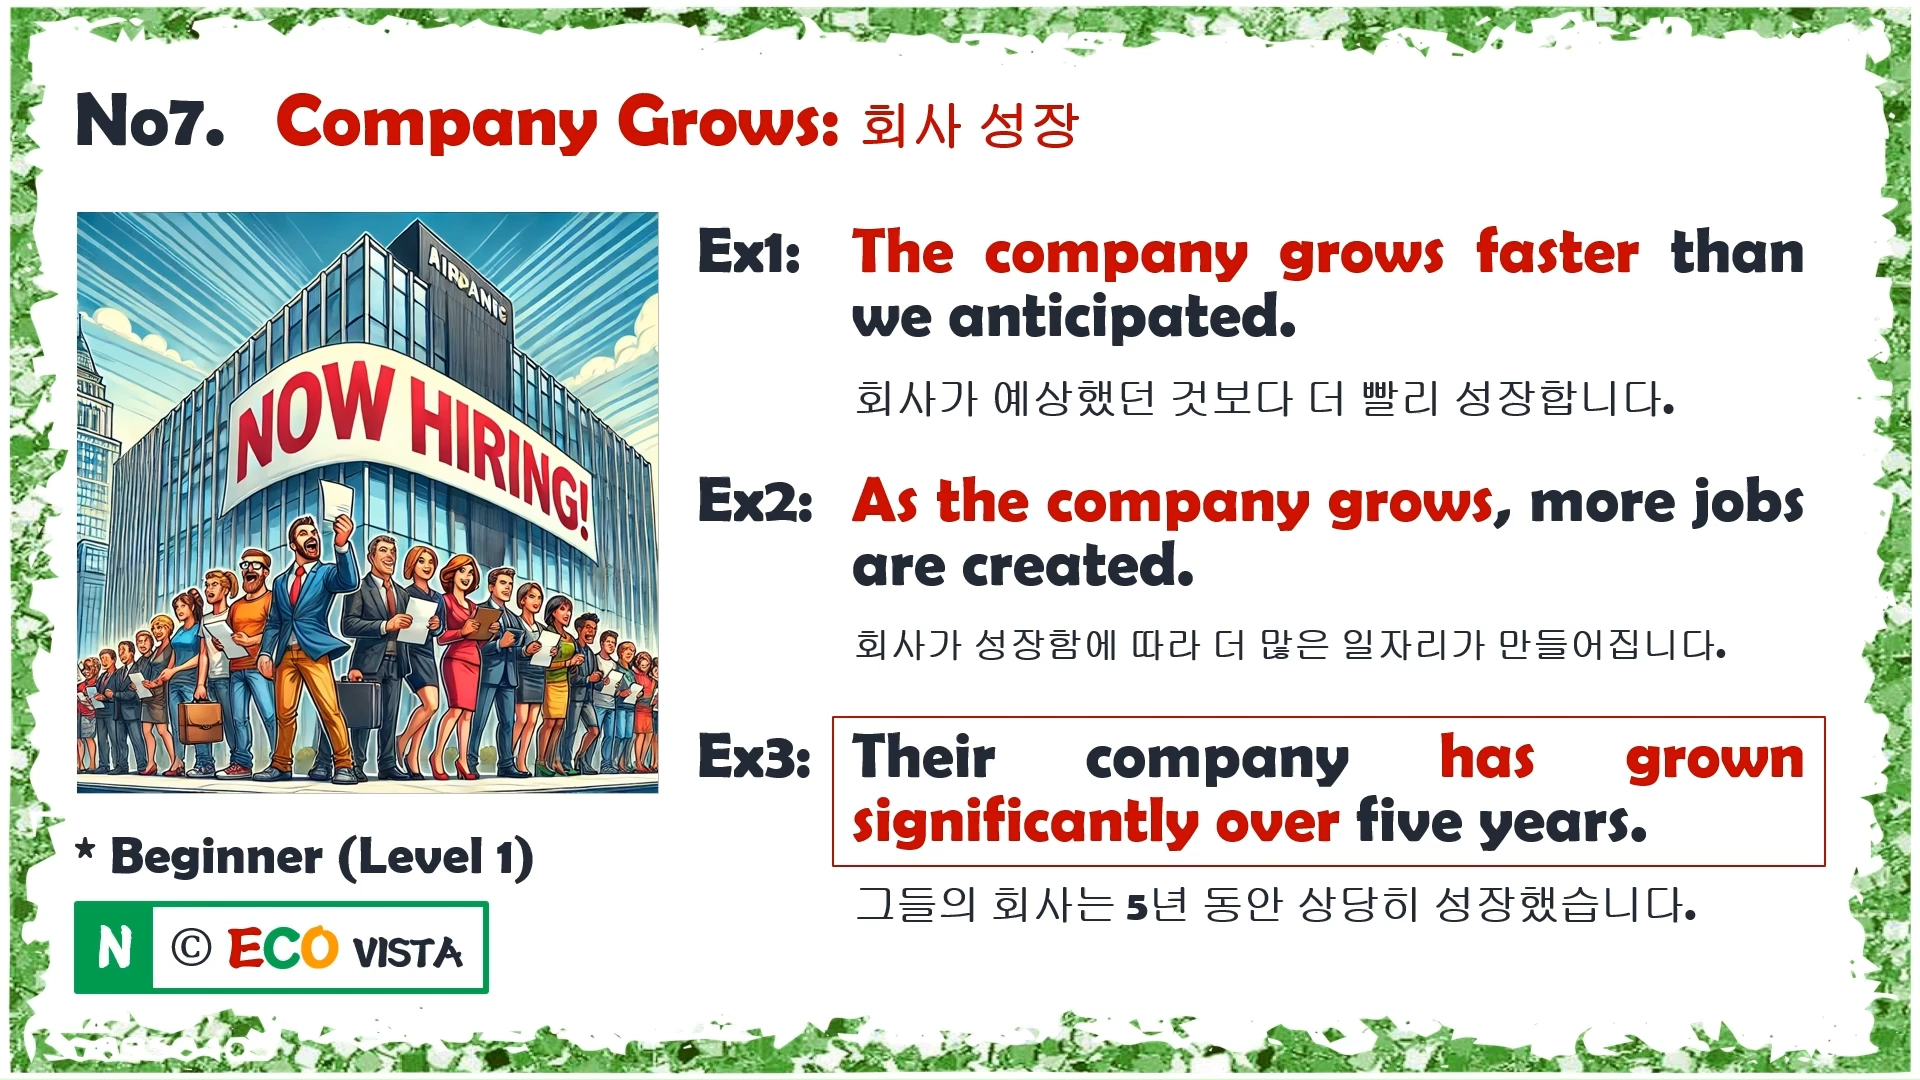 No7. Company Grows: 회사 성장
NOW HIRING!
Ex1: The company grows faster than
we anticipated.
회사가 예상했던 것보다 더 빨리 성장합니다.
Ex2: As the company grows, more jobs
are created.
회사가 성장함에 따라 더 많은 일자리가 만들어집니다.
Ex3: Their company has grown
significantly over five years.
그들의 회사는 5년 동안 상당히 성장했습니다.
* Beginner (Level 1)
N © ECO VISTA